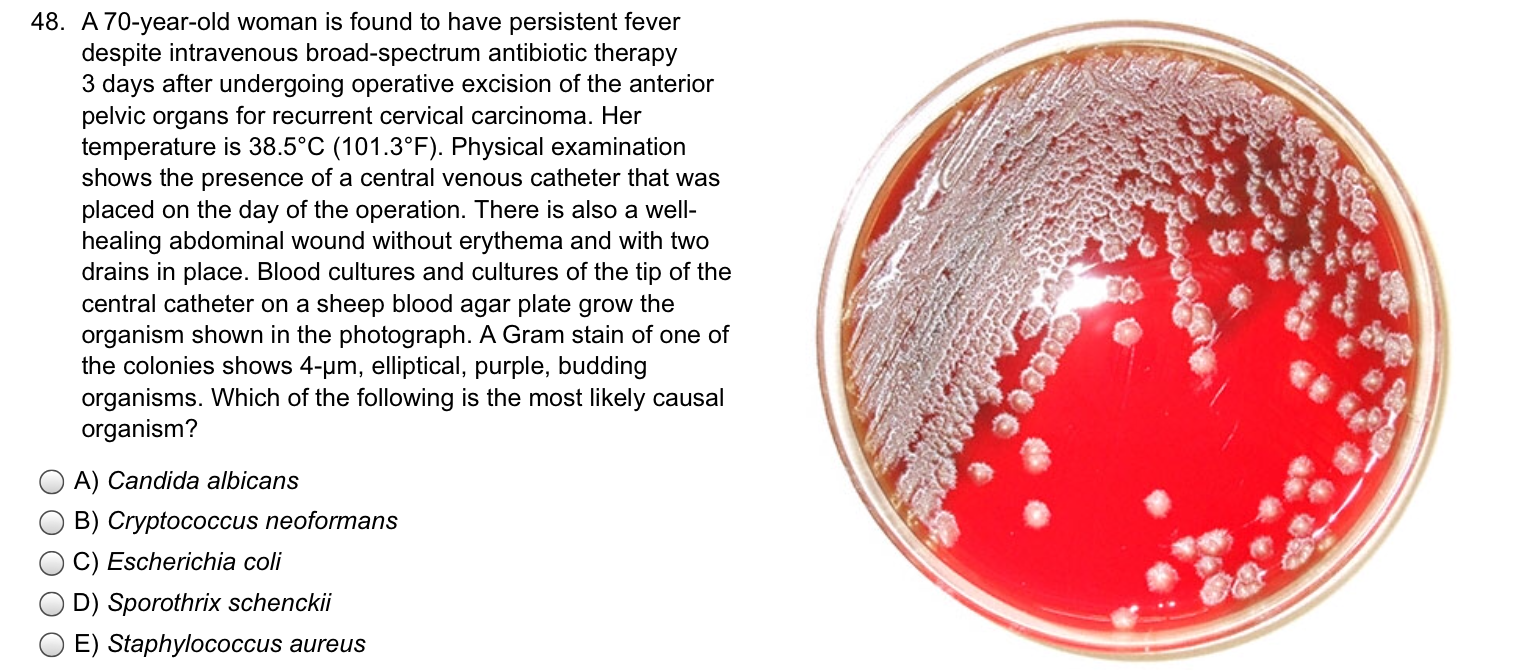 48. A 70-year-old woman is found to have persistent fever
despite intravenous broad-spectrum antibiotic therapy
3 days after undergoing operative excision of the anterior
pelvic organs for recurrent cervical carcinoma. Her
temperature is 38.5°C (101.3°F). Physical examination
shows the presence of a central venous catheter that was
placed on the day of the operation. There is also a well-
healing abdominal wound without erythema and with two
drains in place. Blood cultures and cultures of the tip of the
central catheter on a sheep blood agar plate grow the
organism shown in the photograph. A Gram stain of one of
the colonies shows 4-μm, elliptical, purple, budding
organisms. Which of the following is the most likely causal
organism?
A) Candida albicans
B) Cryptococcus neoformans
C) Escherichia coli
D) Sporothrix schenckii
E) Staphylococcus aureus